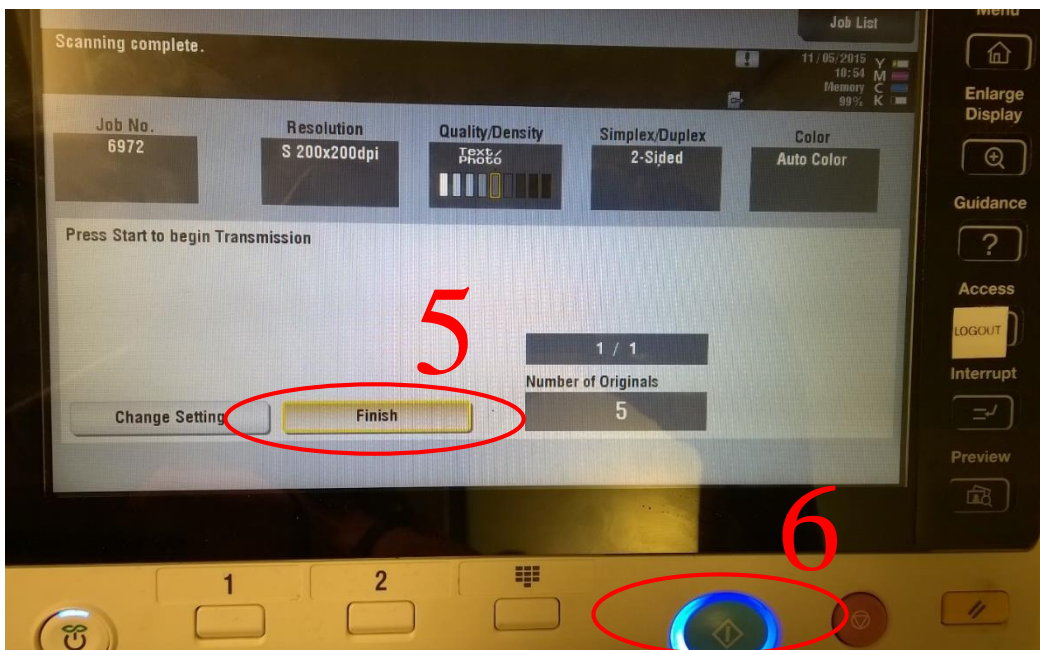 Menu
Job List
Scanning complete.
11/05/2015
10:54
Memory
99%
Y
M
C
K
Enlarge
Display
Job No.
6972
Resolution
S 200x200dpi
Quality/Density
Text/
Photo
Simplex/Duplex
2-Sided
Color
Auto Color
Guidance
?
Press Start to begin Transmission
Access
LOGOUT
5
1 / 1
Interrupt
Number of Originals
5
Change Setting
Finish
Preview
6
1
2